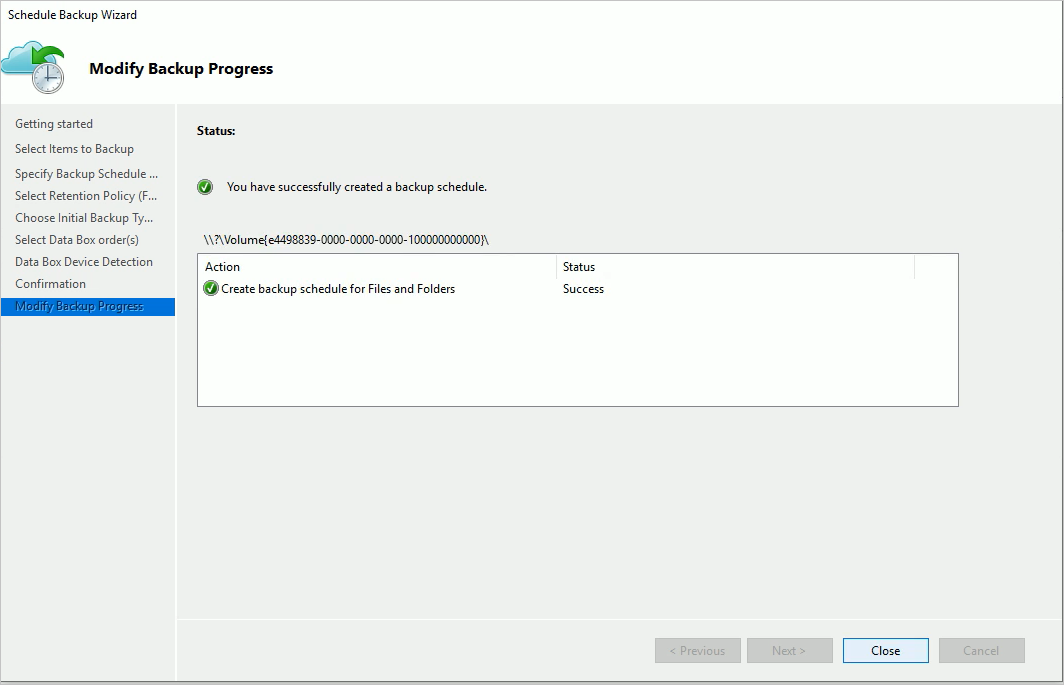 Schedule Backup Wizard
Modify Backup Progress
Getting started
Select Items to Backup
Specify Backup Schedule ...
Select Retention Policy (F...
Choose Initial Backup Ty...
Select Data Box order(s)
Data Box Device Detection
Confirmation
Modify Backup Progress
Status:
You have successfully created a backup schedule.
\\?\Volume{e4498839-0000-0000-0000-100000000000}\
Action Status
Create backup schedule for Files and Folders Success
< Previous Next > Close Cancel